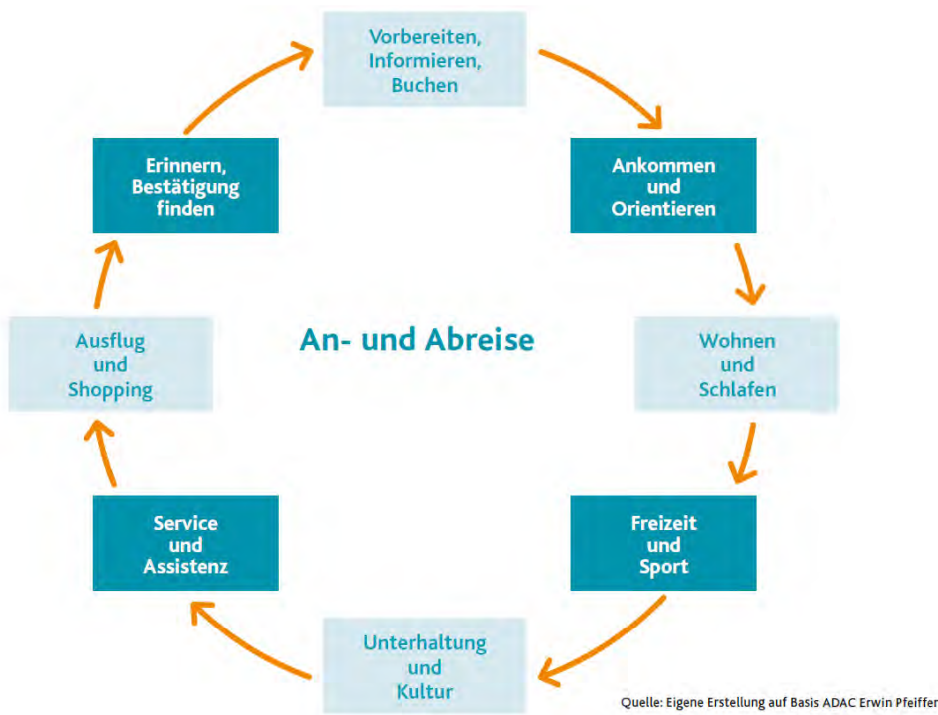 Vorbereiten,
Informieren,
Buchen
Ankommen
und
Orientieren
Wohnen
und
Schlafen
Freizeit
und
Sport
Unterhaltung
und
Kultur
Service
und
Assistenz
Ausflug
und
Shopping
Erinnern,
Bestätigung
finden
An- und Abreise
Quelle: Eigene Erstellung auf Basis ADAC Erwin Pfeiffer